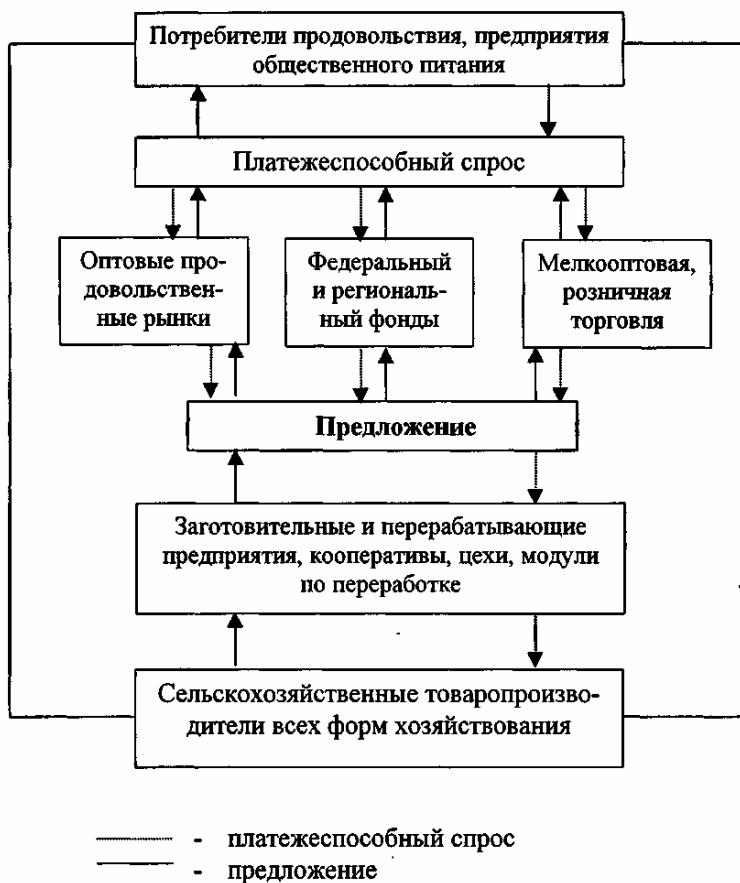 Потребители продовольствия, предприятия
общественного питания
Платежеспособный спрос
Оптовые про-
довольствен-
ные рынки
Федеральный
и региональ-
ный фонды
Мелкооптовая,
розничная
торговля
Предложение
Заготовительные и перерабатывающие
предприятия, кооперативы, цехи, модули
по переработке
Сельскохозяйственные товаропроизво-
дители всех форм хозяйствования
- платежеспособный спрос
- предложение